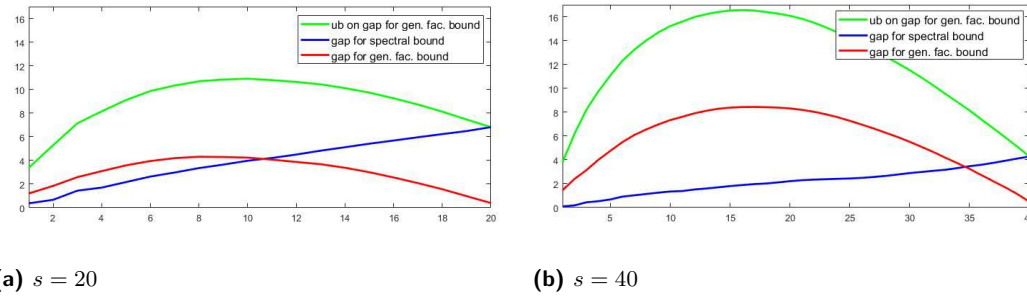 ub on gap for gen. fac. bound
gap for spectral bound
gap for gen. fac. bound
16
14
12
10
8
6
4
2
0
2 4 6 8 10 12 14 16 18 20
ub on gap for gen. fac. bound
gap for spectral bound
gap for gen. fac. bound
16
14
12
10
8
6
4
2
0
5 10 15 20 25 30 35 4
(a) s = 20
(b) s = 40